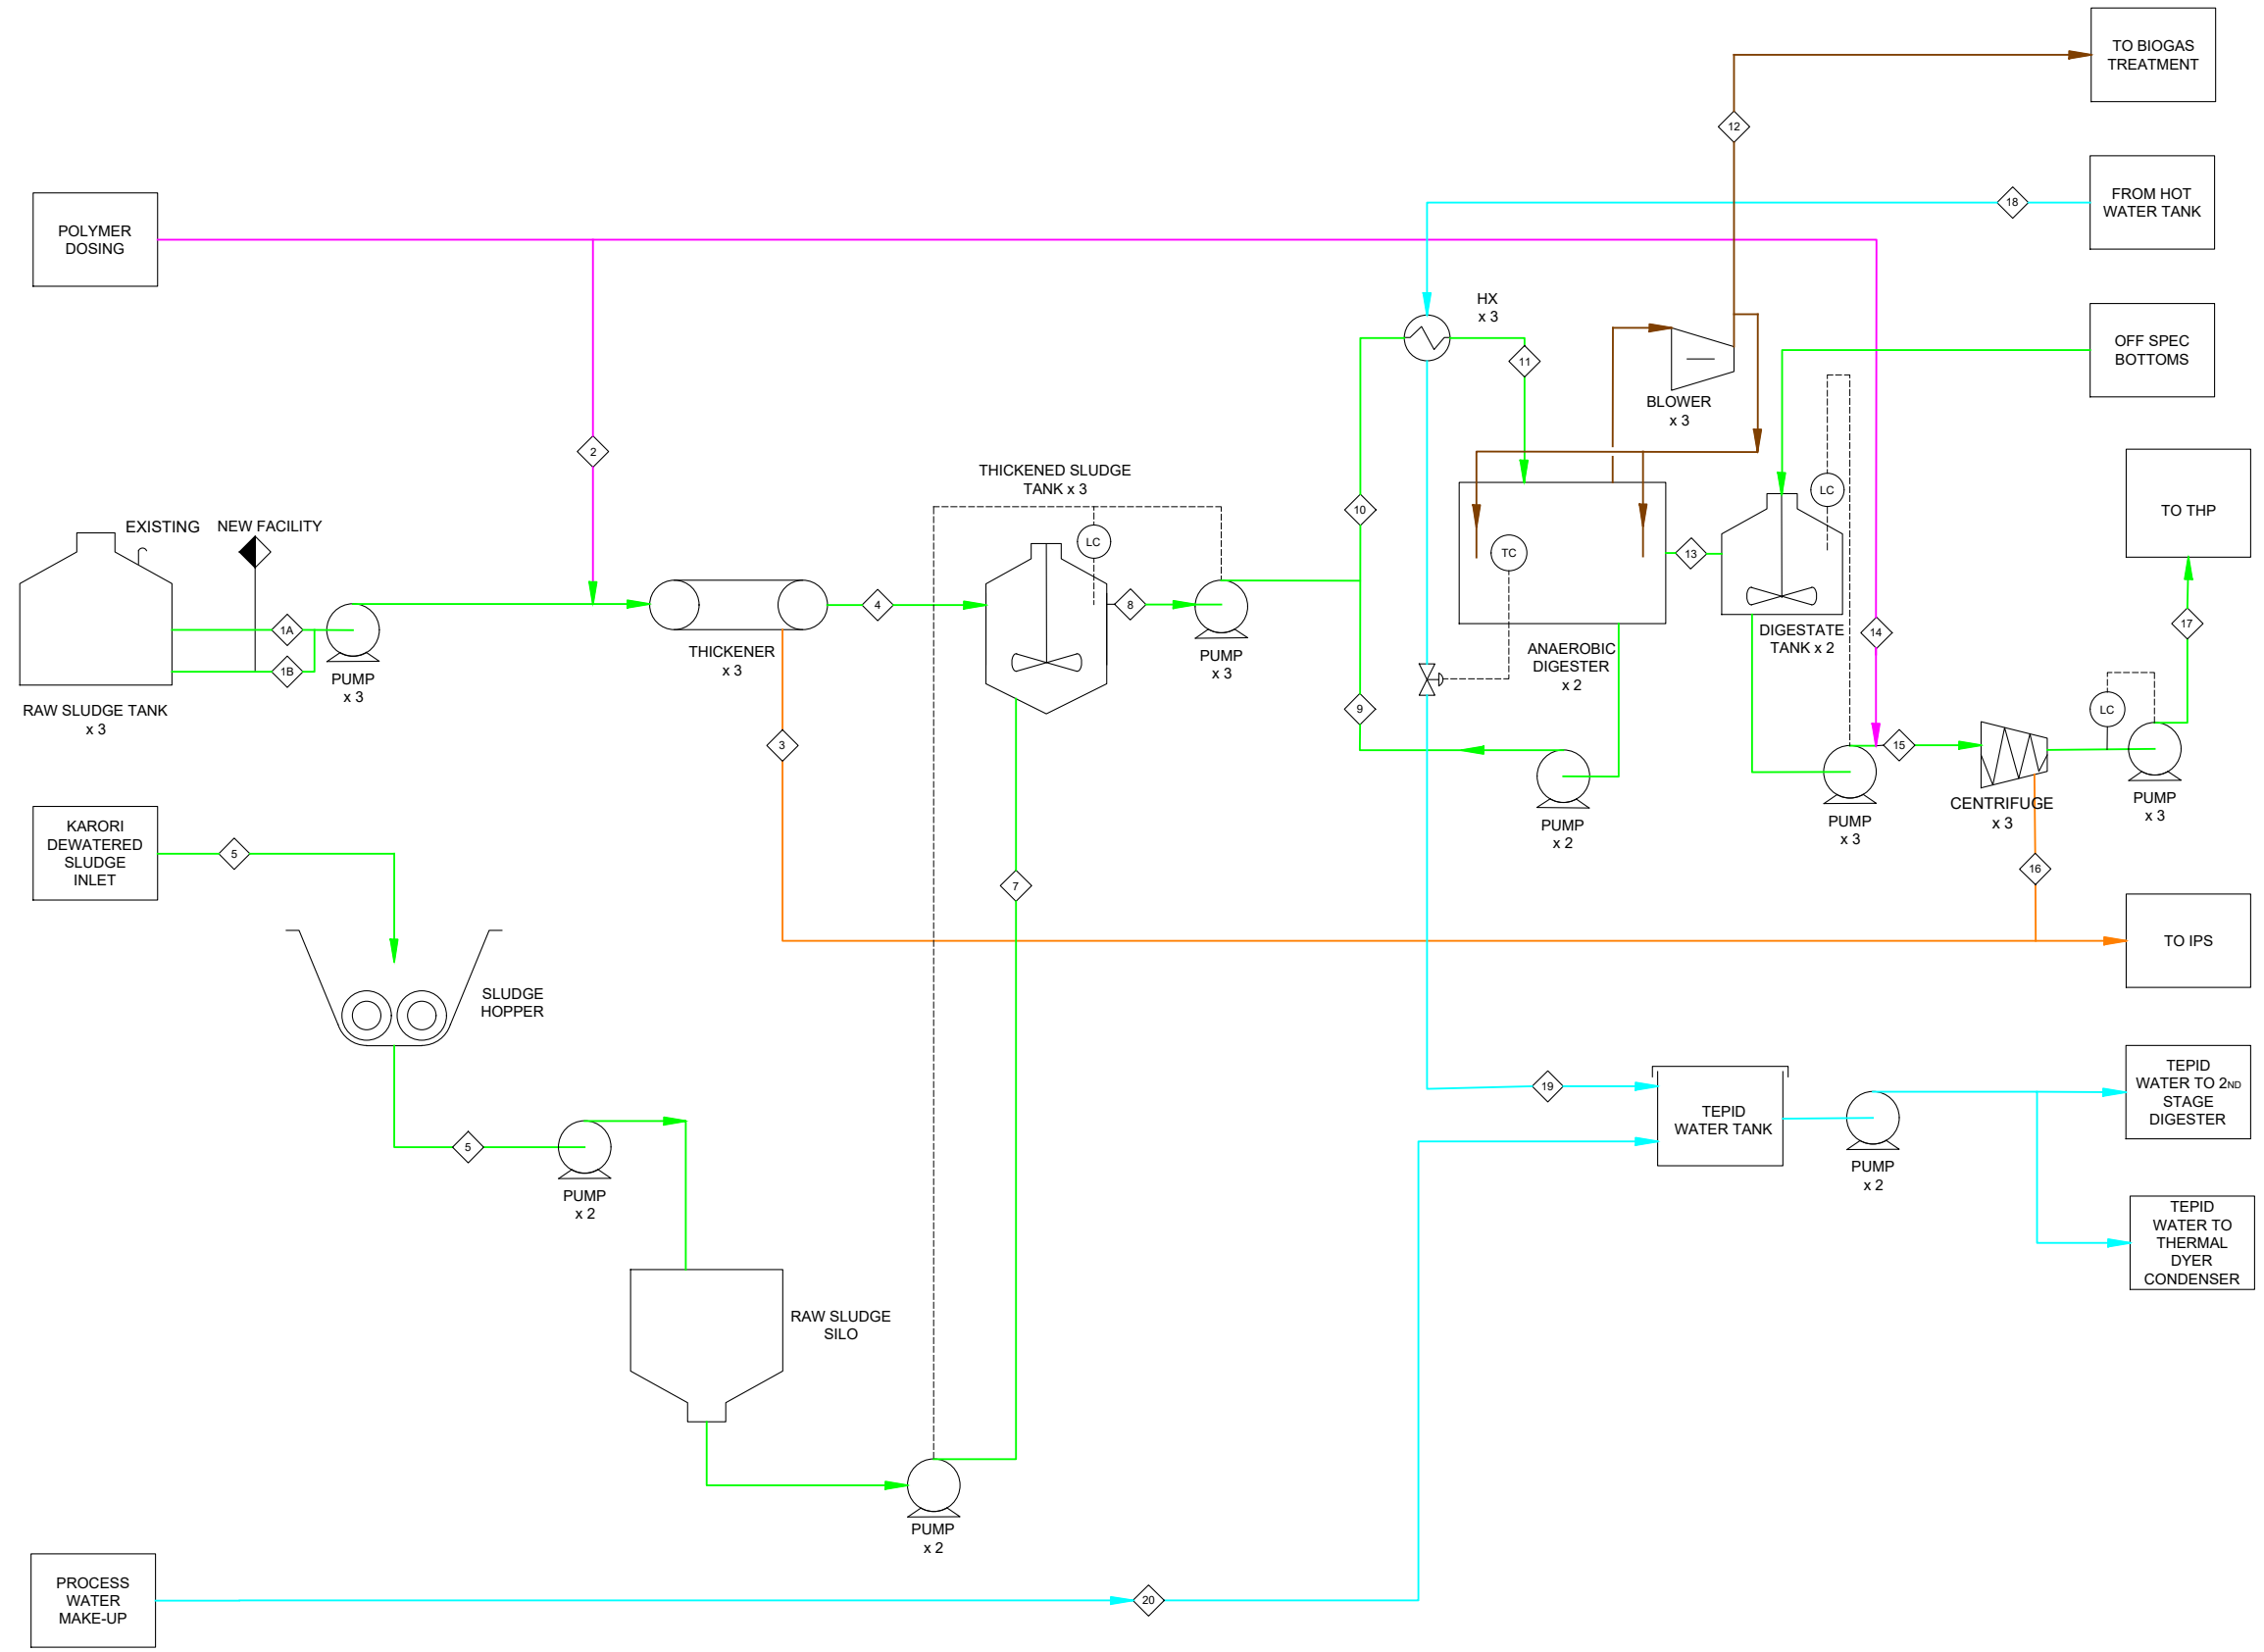 TO BIOGAS
TREATMENT
12
FROM HOT
WATER TANK
18
POLYMER
DOSING
HX
x 3
OFF SPEC
BOTTOMS
11
BLOWER
x 3
2
THICKENED SLUDGE
TANK x 3
LC
TO THP
10
EXISTING
NEW FACILITY
LC
TC
13
1A
4
8
THICKENER
x 3
PUMP
x 3
ANAEROBIC
DIGESTER
x 2
DIGESTATE
TANK x 2
14
17
1B
PUMP
x 3
RAW SLUDGE TANK
x 3
9
LC
3
15
PUMP
x 2
PUMP
x 3
CENTRIFUGE
x 3
PUMP
x 3
KARORI
DEWATERED
SLUDGE
INLET
5
7
16
TO IPS
SLUDGE
HOPPER
19
TEPID
WATER TANK
TEPID
WATER TO 2ND
STAGE
DIGESTER
5
PUMP
x 2
PUMP
x 2
TEPID
WATER TO
THERMAL
DYER
CONDENSER
RAW SLUDGE
SILO
PUMP
x 2
PROCESS
WATER
MAKE-UP
20